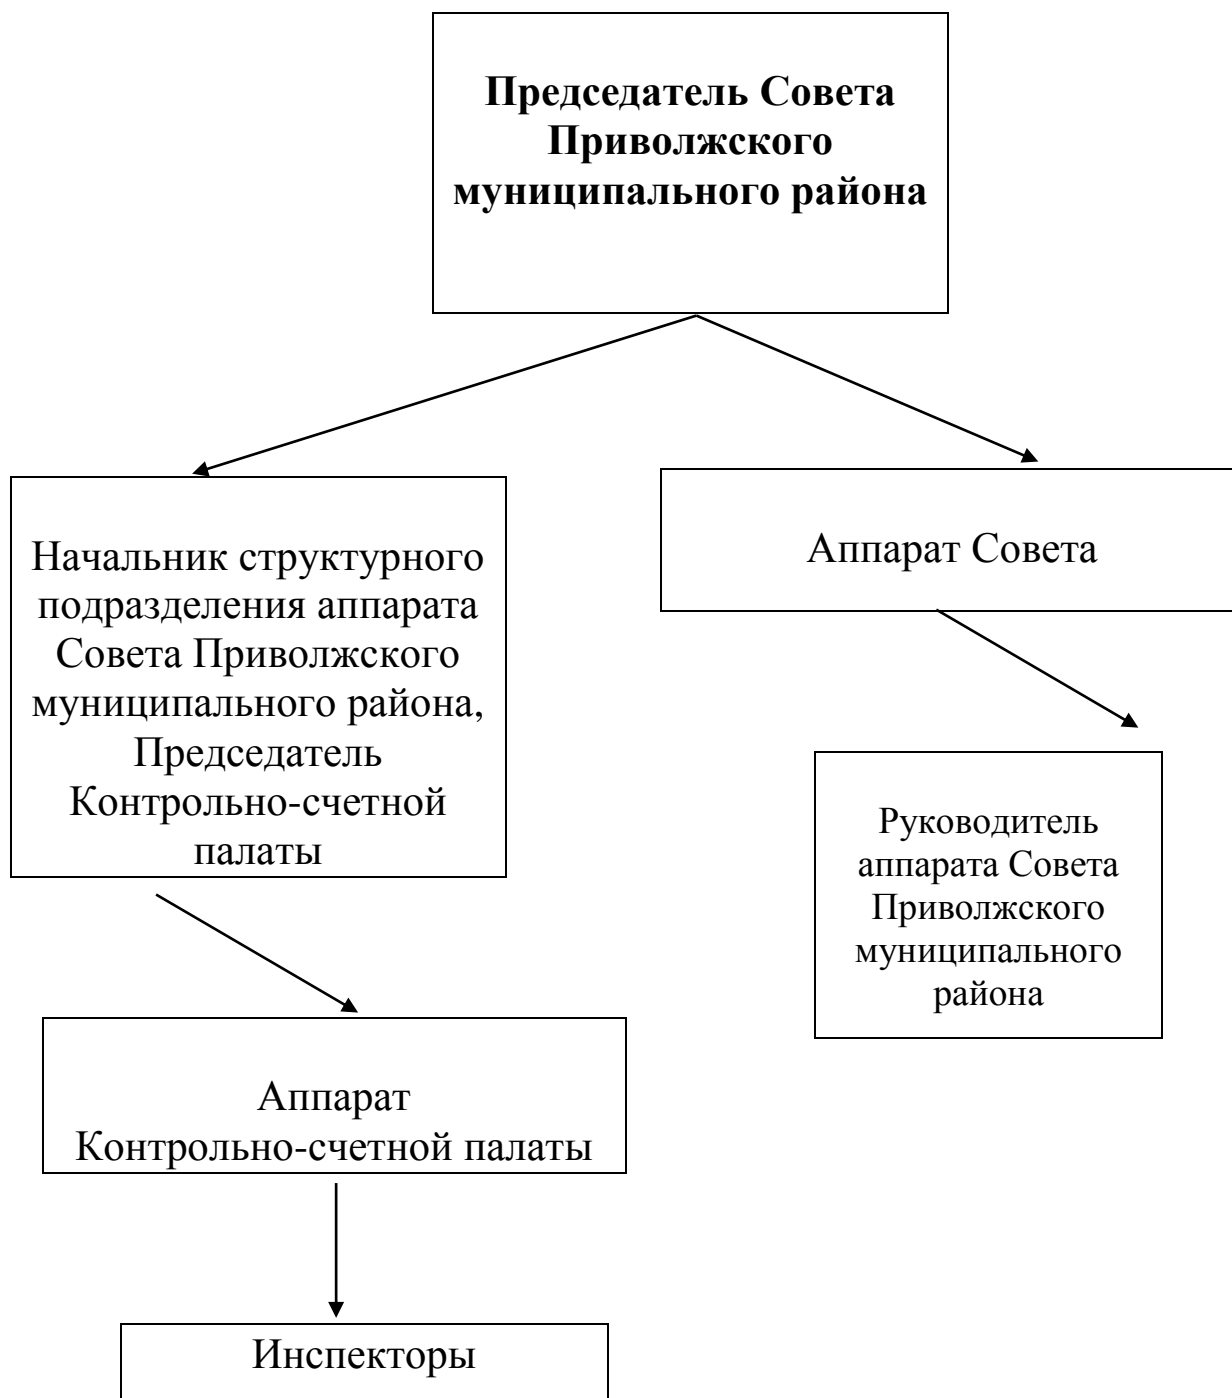 Председатель Совета
Приволжского
муниципального района
Начальник структурного
подразделения аппарата
Совета Приволжского
муниципального района,
Председатель
Контрольно-счетной
палаты
Аппарат Совета
Руководитель
аппарата Совета
Приволжского
муниципального
района
Аппарат
Контрольно-счетной палаты
Инспекторы